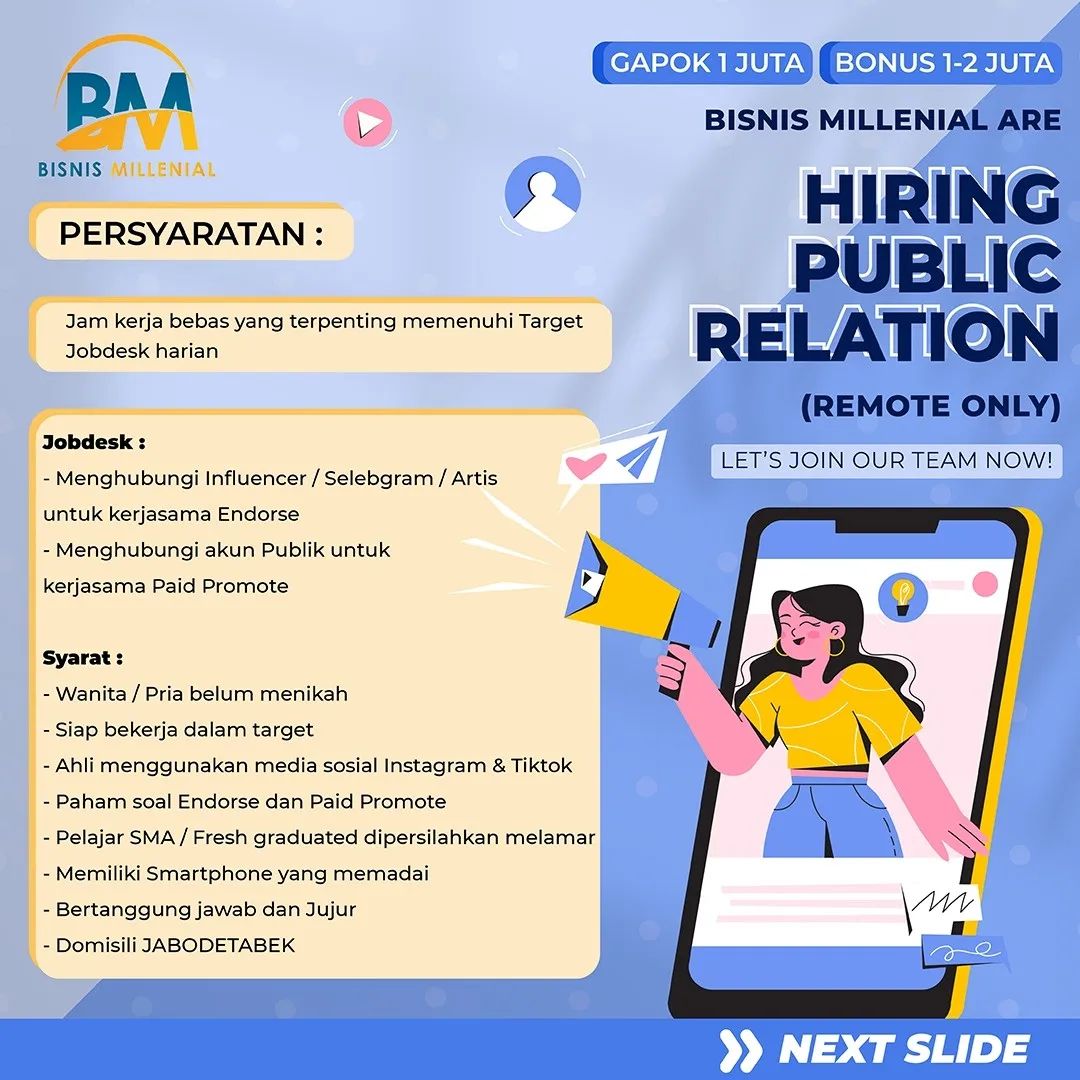 BM
BISNIS MILLENIAL
GAPOK 1 JUTA
BONUS 1-2 JUTA
BISNIS MILLENIAL ARE
HIRING
PUBLIC
RELATION
(REMOTE ONLY)
LET'S JOIN OUR TEAM NOW!
PERSYARATAN :
Jam kerja bebas yang terpenting memenuhi Target
Jobdesk harian
Jobdesk :
- Menghubungi Influencer / Selebgram / Artis
untuk kerjasama Endorse
- Menghubungi akun Publik untuk
kerjasama Paid Promote
Syarat :
- Wanita / Pria belum menikah
- Siap bekerja dalam target
- Ahli menggunakan media sosial Instagram & Tiktok
- Paham soal Endorse dan Paid Promote
- Pelajar SMA / Fresh graduated dipersilahkan melamar
- Memiliki Smartphone yang memadai
- Bertanggung jawab dan Jujur
- Domisili JABODETABEK
NEXT SLIDE